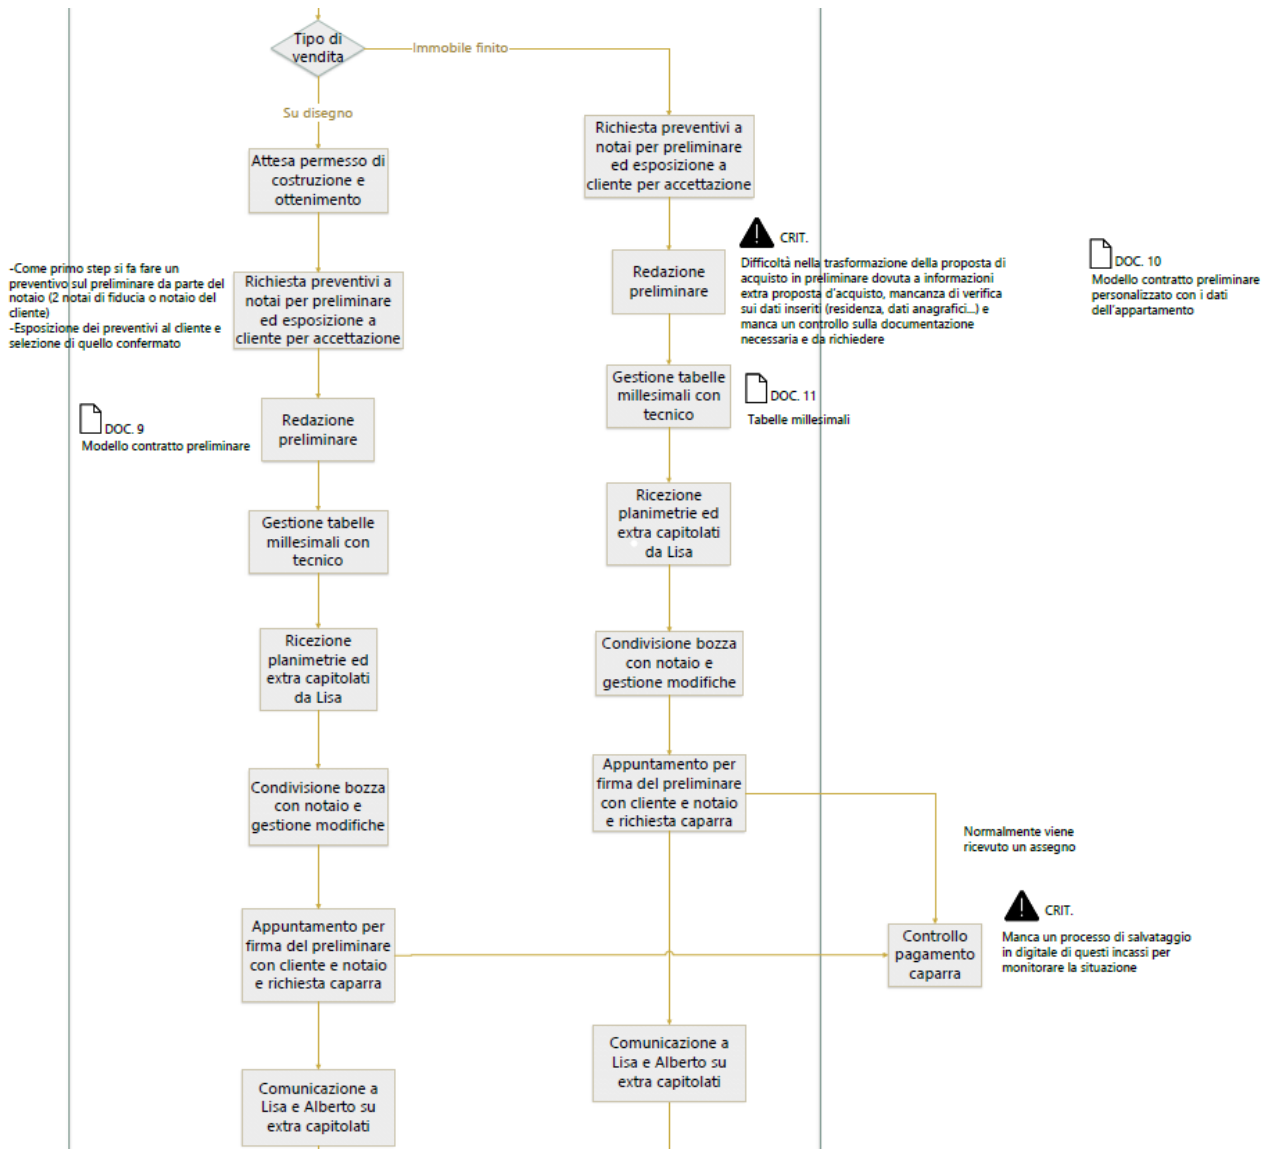 Tipo di
vendita
Immobile finito
Su disegno
Richiesta preventivi a
notai per preliminare
ed esposizione a
cliente per accettazione
Attesa permesso di
costruzione e
ottenimento
CRIT.
Difficoltà nella trasformazione della proposta di
acquisto in preliminare dovuta a informazioni
extra proposta d'acquisto, mancanza di verifica
sui dati inseriti (residenza, dati anagrafici...) e
manca un controllo sulla documentazione
necessaria e da richiedere
DOC. 10
Modello contratto preliminare
personalizzato con i dati
dell'appartamento
Redazione
preliminare
-Come primo step si fa fare un
preventivo sul preliminare da parte del
notaio (2 notai di fiducia o notaio del
cliente)
-Esposizione dei preventivi al cliente e
selezione di quello confermato
Richiesta preventivi a
notai per preliminare
ed esposizione a
cliente per accettazione
Gestione tabelle
millesimali con
tecnico
DOC. 11
Tabelle millesimali
DOC. 9
Modello contratto preliminare
Redazione
preliminare
Ricezione
planimetrie ed
extra capitolati
da Lisa
Gestione tabelle
millesimali con
tecnico
Ricezione
planimetrie ed
extra capitolati
da Lisa
Condivisione bozza
con notaio e
gestione modifiche
Appuntamento per
firma del preliminare
con cliente e notaio
e richiesta caparra
Condivisione bozza
con notaio e
gestione modifiche
Normalmente viene
ricevuto un assegno
CRIT.
Manca un processo di salvataggio
in digitale di questi incassi per
monitorare la situazione
Appuntamento per
firma del preliminare
con cliente e notaio
e richiesta caparra
Controllo
pagamento
caparra
Comunicazione a
Lisa e Alberto su
extra capitolati
Comunicazione a
Lisa e Alberto su
extra capitolati